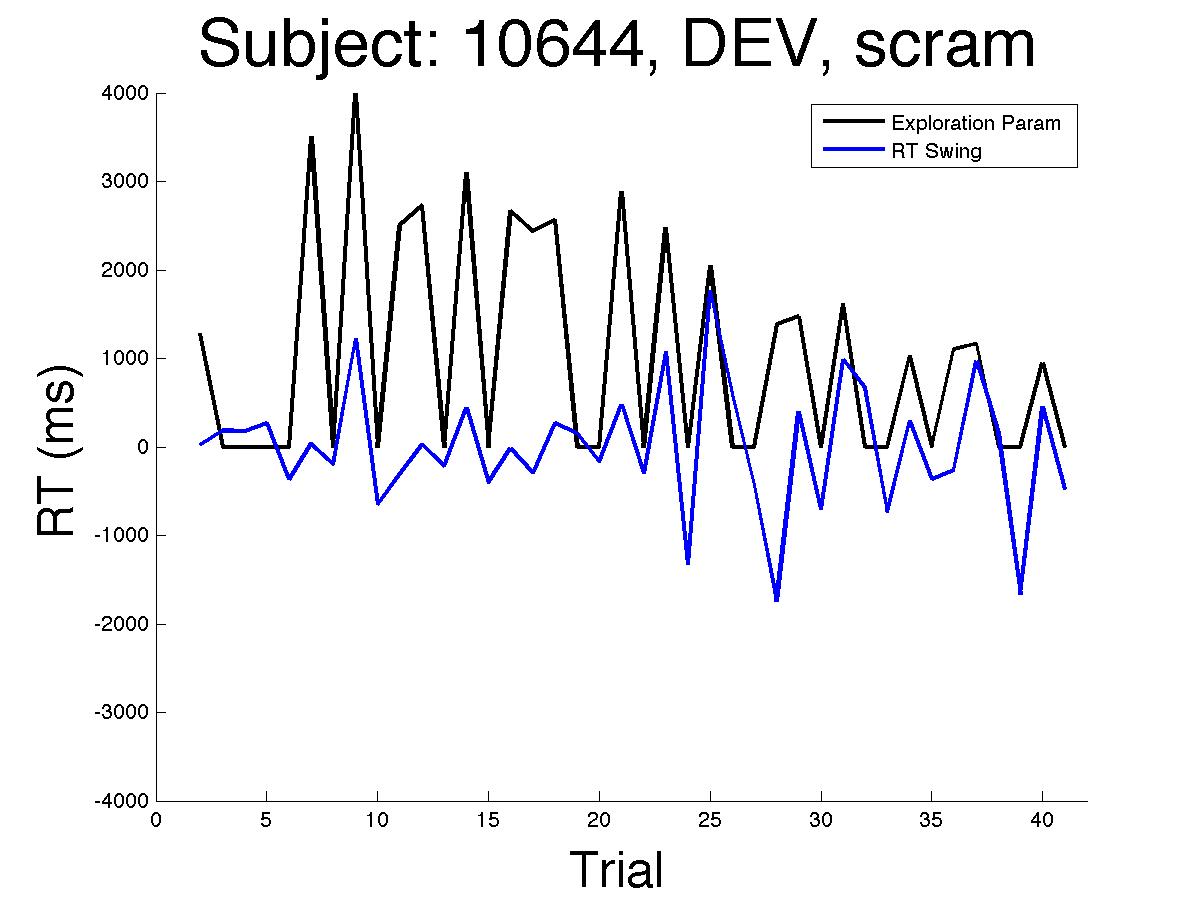 Subject: 10644, DEV, scram
4000
3000
2000
1000
0
-1000
-2000
-3000
-4000
RT (ms)
Exploration Param
RT Swing
0 5 10 15 20 25 30 35 40
Trial